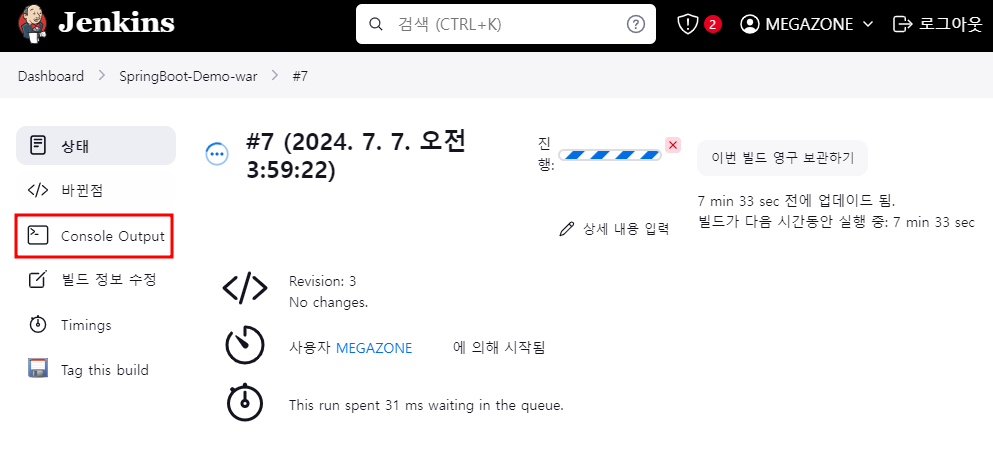 Jenkins
검색 (CTRL+K)
2
MEGAZONE
로그아웃
Dashboard
SpringBoot-Demo-war
#7
상태
바뀐점
Console Output
빌드 정보 수정
Timings
Tag this build
#7 (2024. 7. 7. 오전
3:59:22)
진
행:
이번 빌드 영구 보관하기
7 min 33 sec 전에 업데이드 됨.
빌드가 다음 시간동안 실행 중: 7 min 33 sec
상세 내용 입력
Revision: 3
No changes.
사용자 MEGAZONE 에 의해 시작됨
This run spent 31 ms waiting in the queue.